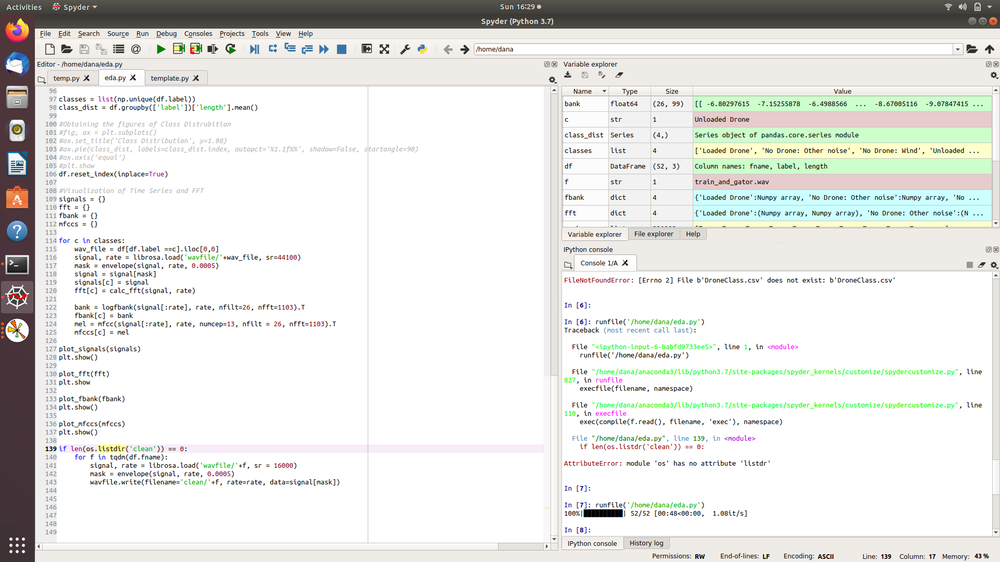 Activities
Spyder
Sun 16:29
Spyder (Python 3.7)
File Edit Search Source Run Debug Consoles Projects Tools View Help
/home/dana
Editor - /home/dana/eda.py
temp.py
eda.py
template.py
96
97 classes = list(np.unique(df.label))
98 class_dist = df.groupby(['label'])['length'].mean()
99
100 #Obtaining the figures of Class Distrubition
101 #fig, ax = plt.subplots()
102 #ax.set_title('Class Distribution', y=1.08)
103 #ax.pie(class_dist, labels=class_dist.index, autopct='%1.1f%%', shadow=False, startangle=90)
104 #ax.axis('equal')
105 #plt.show
106 df.reset_index(inplace=True)
107
108 #Visualization of Time Series and FFT
109 signals = {}
110 fft = {}
111 fbank = {}
112 mfccs = {}
113
114 for c in classes:
115     wav_file = df[df.label ==c].iloc[0,0]
116     signal, rate = librosa.load('wavfile/'+wav_file, sr=44100)
117     mask = envelope(signal, rate, 0.0005)
118     signal = signal[mask]
119     signals[c] = signal
120     fft[c] = calc_fft(signal, rate)
121
122     bank = logfbank(signal[:rate], rate, nfilt=26, nfft=1103).T
123     fbank[c] = bank
124     mel = mfcc(signal[:rate], rate, numcep=13, nfilt = 26, nfft=1103).T
125     mfccs[c] = mel
126
127 plot_signals(signals)
128 plt.show()
129
130 plot_fft(fft)
131 plt.show
132
133 plot_fbank(fbank)
134 plt.show()
135
136 plot_mfccs(mfccs)
137 plt.show()
138
139 if len(os.listdir('clean')) == 0:
140     for f in tqdm(df.fname):
141         signal, rate = librosa.load('wavfile/'+f, sr = 16000)
142         mask = envelope(signal, rate, 0.0005)
143         wavfile.write(filename='clean/'+f, rate=rate, data=signal[mask])
144
145
146
147
148
149
Variable explorer
Name Type Size Value
bank float64 (26, 99) [[ -6.80297615 -7.15255878 -6.4988566 ... -8.67005116 -9.07847415 ...
c str 1 Unloaded Drone
class_dist Series (4,) Series object of pandas.core.series module
classes list 4 ['Loaded Drone', 'No Drone: Other noise', 'No Drone: Wind', 'Unloaded ...
df DataFrame (52, 3) Column names: fname, label, length
f str 1 train_and_gator.wav
fbank dict 4 {'Loaded Drone':Numpy array, 'No Drone: Other noise':Numpy array, 'No ...
fft dict 4 {'Loaded Drone':(Numpy array, Numpy array), 'No Drone: Other noise':(N ...
Variable explorer File explorer Help
IPython console
Console 1/A
FileNotFoundError: [Errno 2] File b'DroneClass.csv' does not exist: b'DroneClass.csv'
In [6]:
In [6]: runfile('/home/dana/eda.py')
Traceback (most recent call last):
File "<ipython-input-6-babfd9733ee5>", line 1, in <module>
runfile('/home/dana/eda.py')
File "/home/dana/anaconda3/lib/python3.7/site-packages/spyder_kernels/customize/spydercustomize.py", line
827, in runfile
execfile(filename, namespace)
File "/home/dana/anaconda3/lib/python3.7/site-packages/spyder_kernels/customize/spydercustomize.py", line
110, in execfile
exec(compile(f.read(), filename, 'exec'), namespace)
File "/home/dana/eda.py", line 139, in <module>
if len(os.listdr('clean')) == 0:
AttributeError: module 'os' has no attribute 'listdr'
In [7]:
In [7]: runfile('/home/dana/eda.py')
100%|██████████| 52/52 [00:48<00:00, 1.08it/s]
In [8]:
IPython console History log
Permissions: RW End-of-lines: LF Encoding: ASCII Line: 139 Column: 17 Memory: 43 %